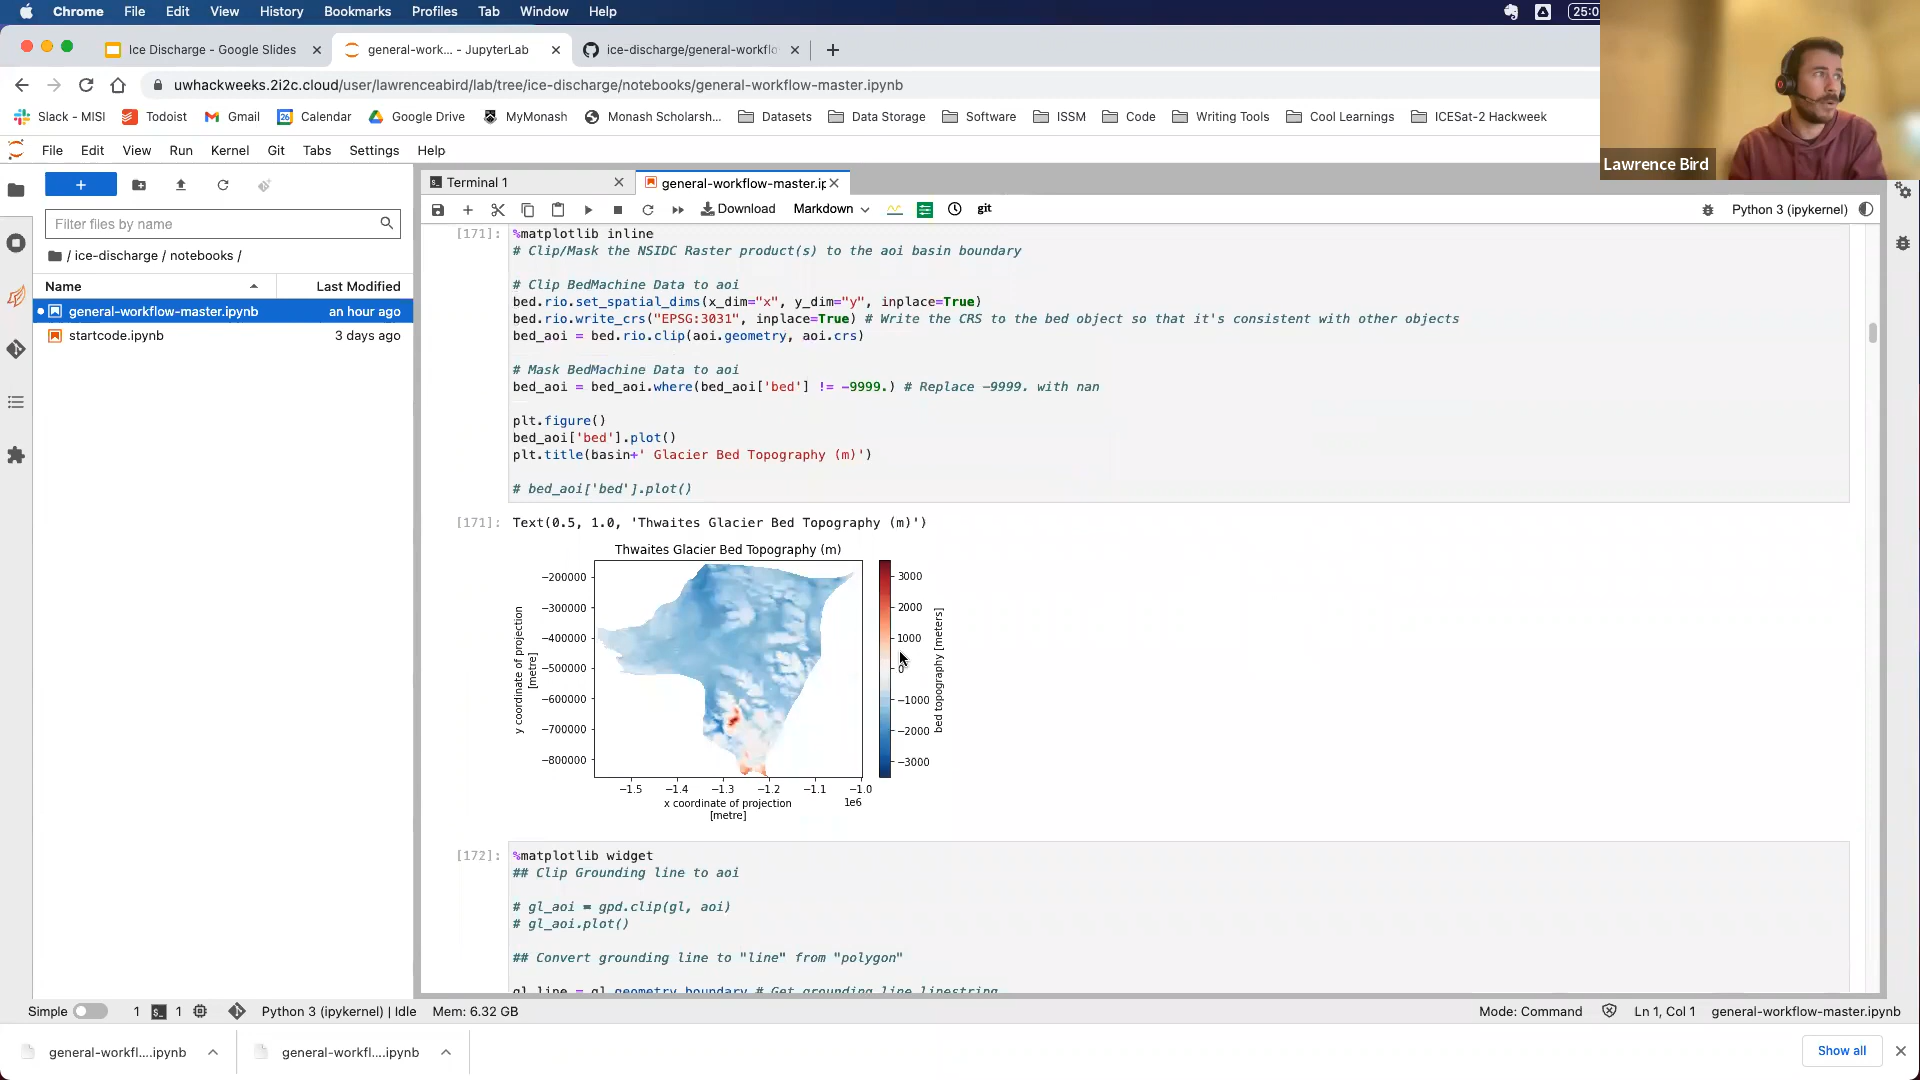 Chrome File Edit View History Bookmarks Profiles Tab Window Help
25:0
Ice Discharge - Google Slides
general-work... - JupyterLab
ice-discharge/general-workflo
uwhackweeks.2i2c.cloud/user/lawrenceabird/lab/tree/ice-discharge/notebooks/general-workflow-master.ipynb
Slack - MISI Todoist Gmail Calendar Google Drive MyMonash Monash Scholarsh... Datasets Data Storage Software ISSM Code Writing Tools Cool Learnings ICESat-2 Hackweek
Lawrence Bird
File Edit View Run Kernel Git Tabs Settings Help
Terminal 1
general-workflow-master.ip
Download Markdown git Python 3 (ipykernel)
Filter files by name
/ ice-discharge / notebooks /
Name Last Modified
general-workflow-master.ipynb an hour ago
startcode.ipynb 3 days ago
[171]: %matplotlib inline
# Clip/Mask the NSIDC Raster product(s) to the aoi basin boundary
# Clip BedMachine Data to aoi
bed.rio.set_spatial_dims(x_dim="x", y_dim="y", inplace=True)
bed.rio.write_crs("EPSG:3031", inplace=True) # Write the CRS to the bed object so that it's consistent with other objects
bed_aoi = bed.rio.clip(aoi.geometry, aoi.crs)
# Mask BedMachine Data to aoi
bed_aoi = bed_aoi.where(bed_aoi['bed'] != -9999.) # Replace -9999. with nan
plt.figure()
bed_aoi['bed'].plot()
plt.title(basin+' Glacier Bed Topography (m)')
# bed_aoi['bed'].plot()
[171]: Text(0.5, 1.0, 'Thwaites Glacier Bed Topography (m)')
Thwaites Glacier Bed Topography (m)
y coordinate of projection
[metre]
−200000
−300000
−400000
−500000
−600000
−700000
−800000
3000
2000
1000
0
−1000
−2000
−3000
bed topography [meters]
−1.5 −1.4 −1.3 −1.2 −1.1 −1.0
1e6
x coordinate of projection
[metre]
[172]: %matplotlib widget
## Clip Grounding line to aoi
# gl_aoi = gpd.clip(gl, aoi)
# gl_aoi.plot()
## Convert grounding line to "line" from "polygon"
gl_line = gl.geometry.boundary # Get grounding line linestring
Simple 1 1 Python 3 (ipykernel) | Idle Mem: 6.32 GB Mode: Command Ln 1, Col 1 general-workflow-master.ipynb
general-workfl....ipynb
general-workfl....ipynb
Show all